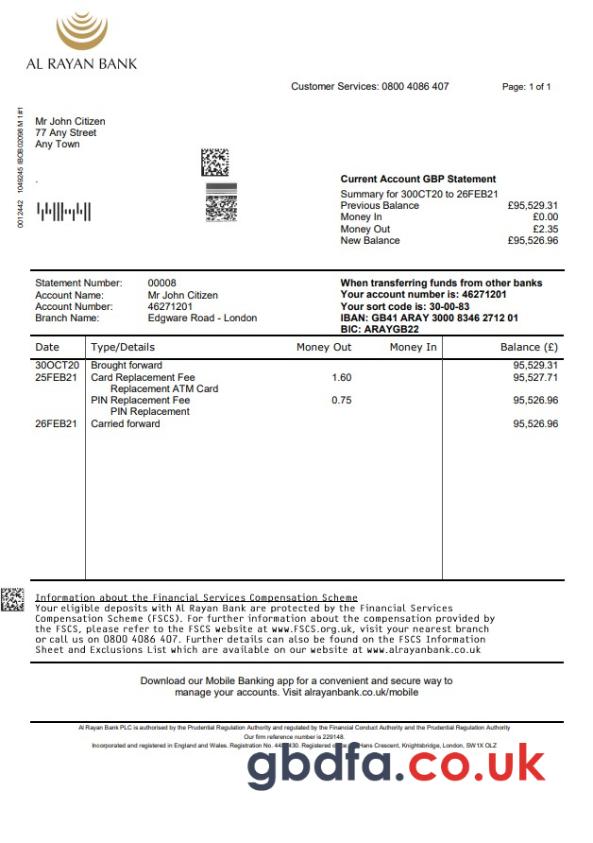 AL RAYAN BANK
Customer Services: 0800 4086 407 Page: 1 of 1
0012442 1049245 IBOB02098 M 1#1
Mr John Citizen
77 Any Street
Any Town
.
Current Account GBP Statement
Summary for 30OCT20 to 26FEB21
Previous Balance £95,529.31
Money In £0.00
Money Out £2.35
New Balance £95,526.96
Statement Number: 00008
Account Name: Mr John Citizen
Account Number: 46271201
Branch Name: Edgware Road - London
When transferring funds from other banks
Your account number is: 46271201
Your sort code is: 30-00-83
IBAN: GB41 ARAY 3000 8346 2712 01
BIC: ARAYGB22
Date Type/Details Money Out Money In Balance (£)
30OCT20 Brought forward 95,529.31
25FEB21 Card Replacement Fee 1.60 95,527.71
Replacement ATM Card
PIN Replacement Fee 0.75 95,526.96
PIN Replacement
26FEB21 Carried forward 95,526.96
Information about the Financial Services Compensation Scheme
Your eligible deposits with Al Rayan Bank are protected by the Financial Services
Compensation Scheme (FSCS). For further information about the compensation provided by
the FSCS, please refer to the FSCS website at www.FSCS.org.uk, visit your nearest branch
or call us on 0800 4086 407. Further details can also be found on the FSCS Information
Sheet and Exclusions List which are available on our website at www.alrayanbank.co.uk
Download our Mobile Banking app for a convenient and secure way to
manage your accounts. Visit alrayanbank.co.uk/mobile
Al Rayan Bank PLC is authorised by the Prudential Regulation Authority and regulated by the Financial Conduct Authority and the Prudential Regulation Authority
Our firm reference number is 229148.
Incorporated and registered in England and Wales. Registration No. Registered Hans Crescent, Knightsbridge, London, SW1X OLZ
gbdfa.co.uk